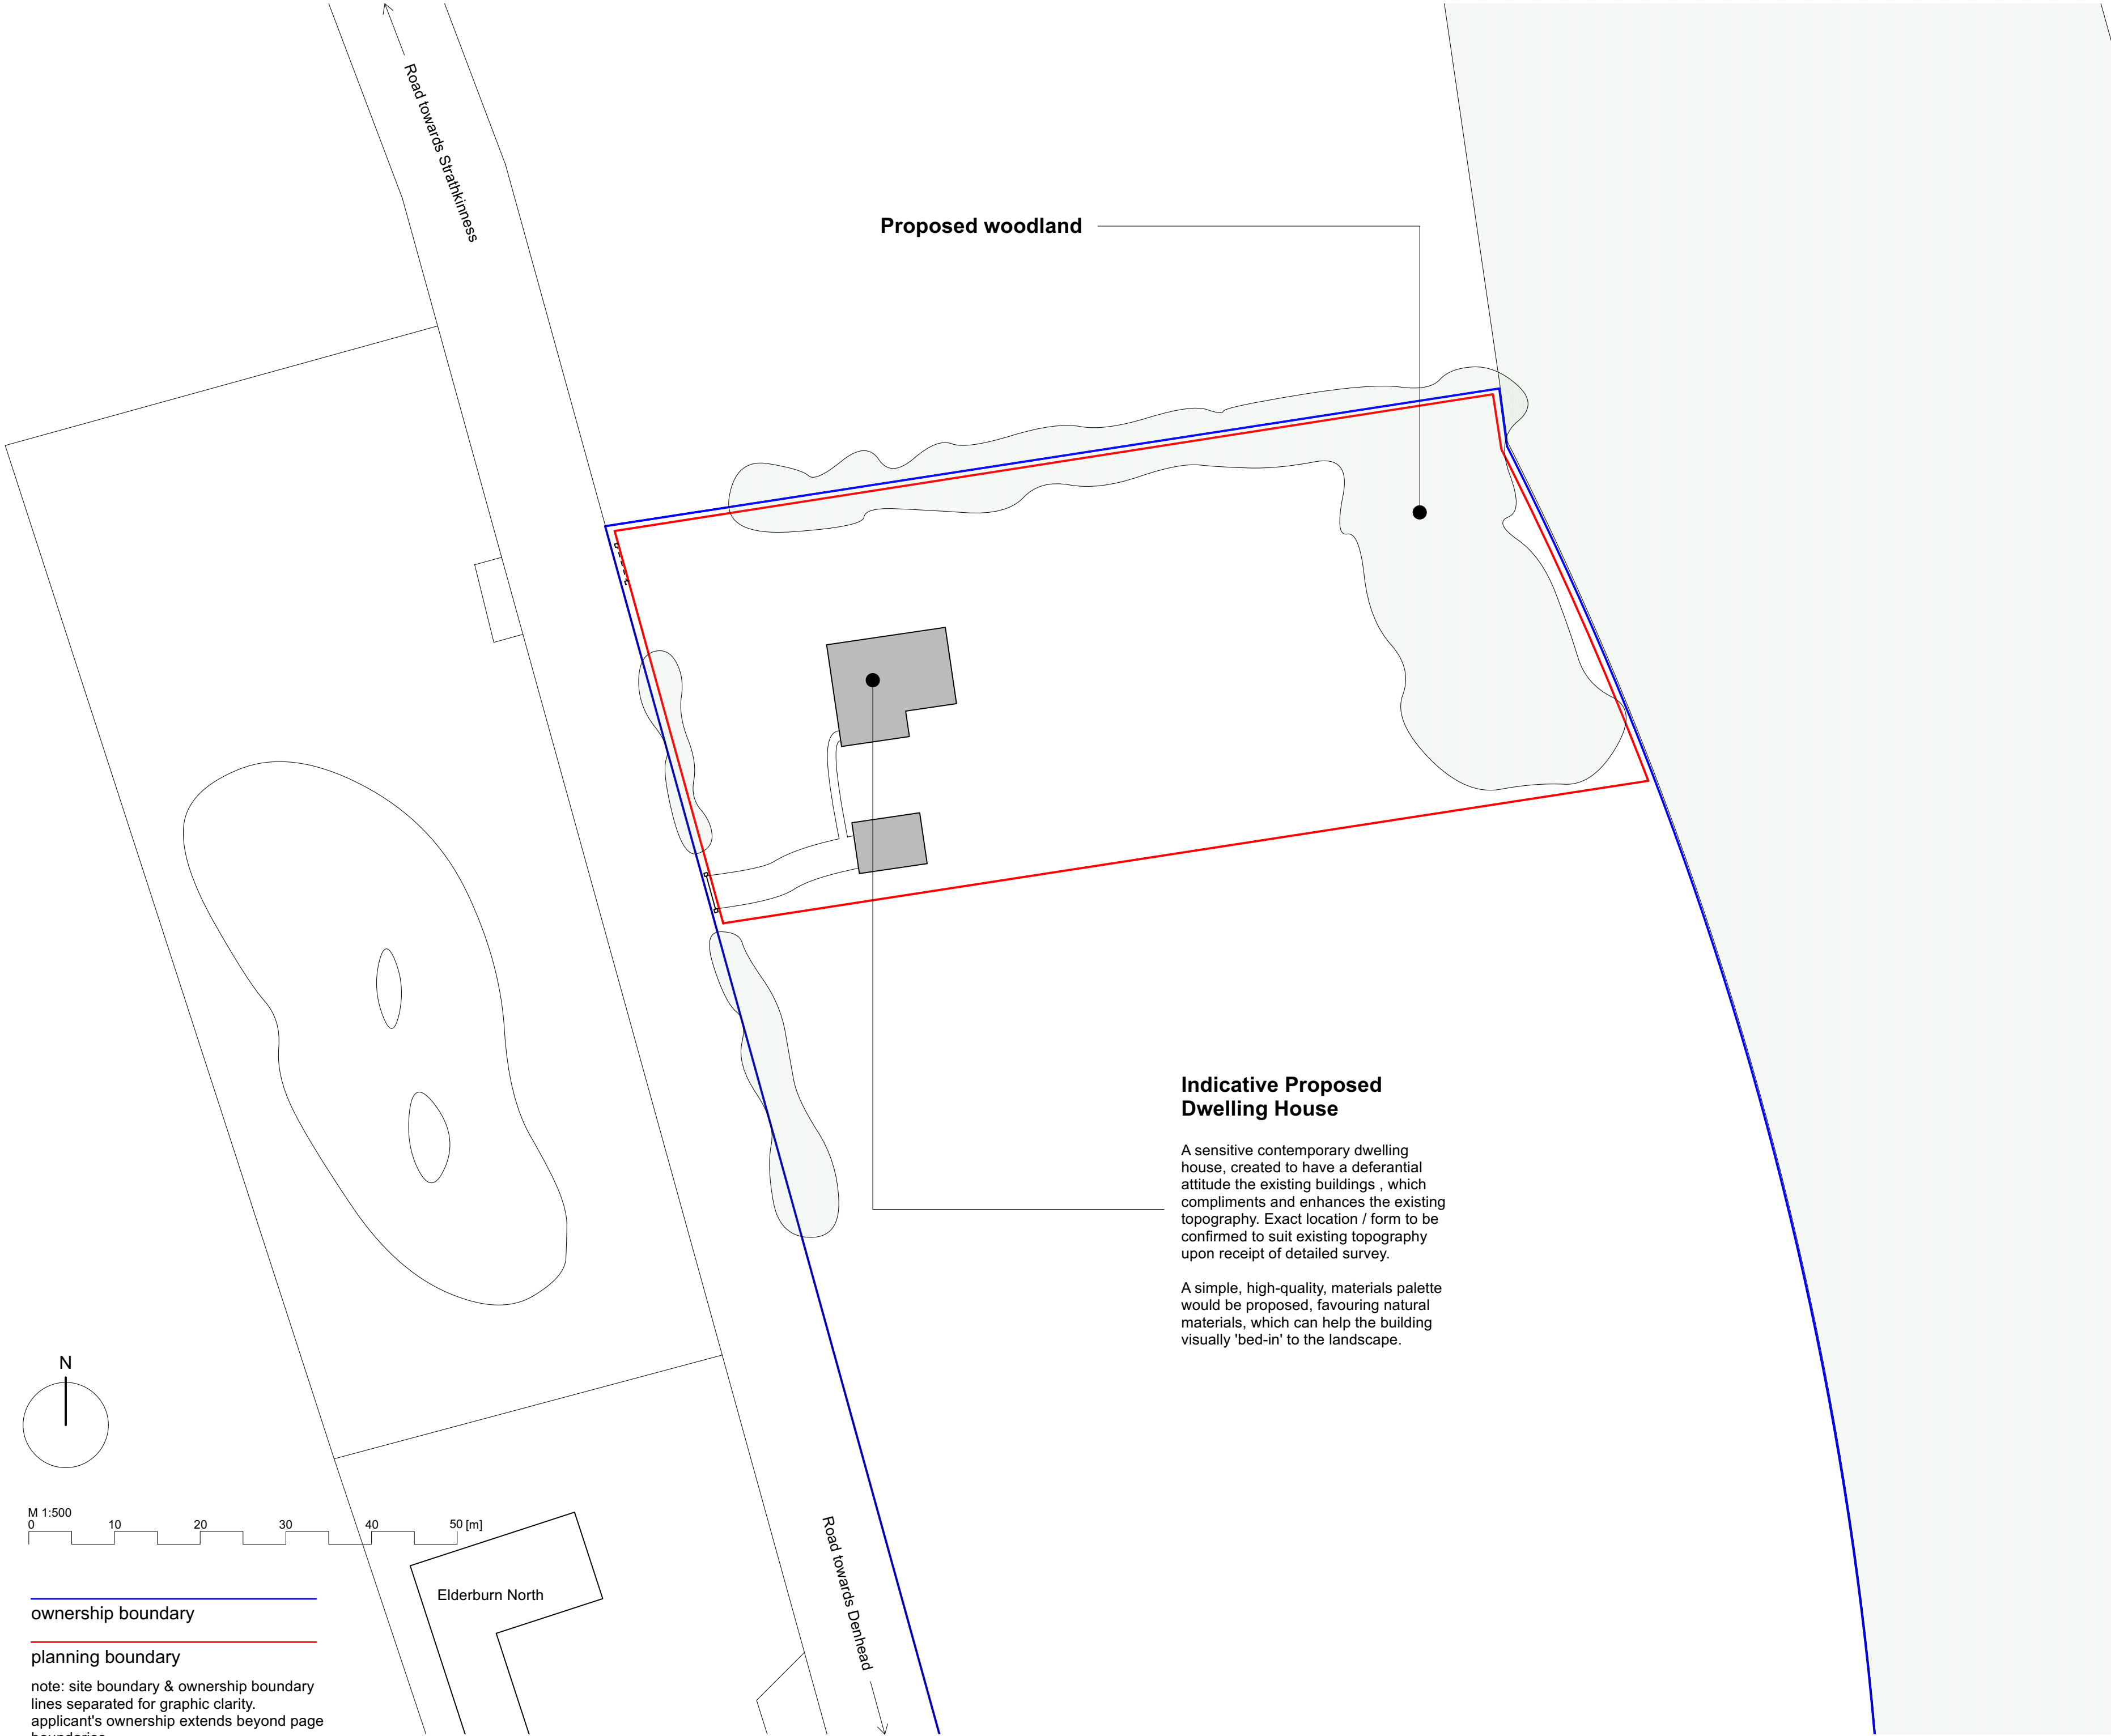 Road towards Strathkinness
Proposed woodland
Indicative Proposed
Dwelling House
A sensitive contemporary dwelling
house, created to have a deferantial
attitude the existing buildings , which
compliments and enhances the existing
topography. Exact location / form to be
confirmed to suit existing topography
upon receipt of detailed survey.
A simple, high-quality, materials palette
would be proposed, favouring natural
materials, which can help the building
visually 'bed-in' to the landscape.
N
M 1:500
0 10 20 30 40 50 [m]
Elderburn North
Road towards Denhead
ownership boundary
planning boundary
note: site boundary & ownership boundary
lines separated for graphic clarity.
applicant's ownership extends beyond page